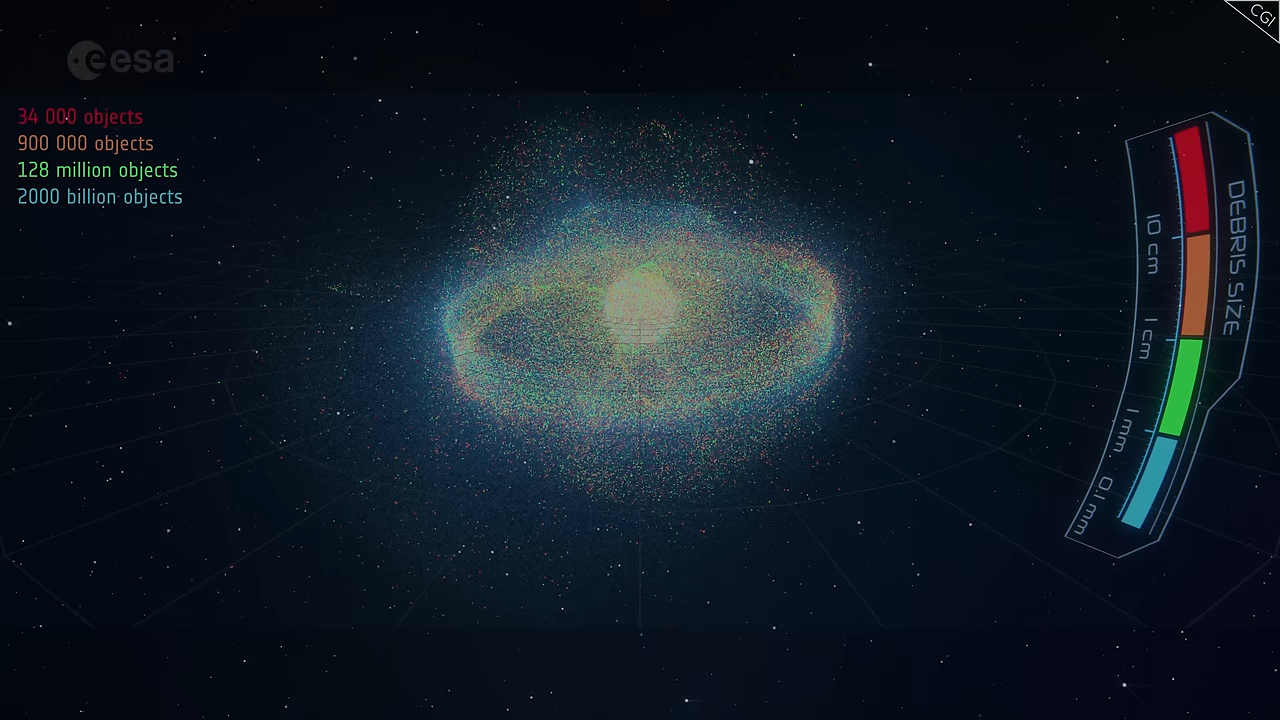 CGI
esa
34 000 objects
900 000 objects
128 million objects
2000 billion objects
DEBRIS SIZE
10 cm
1 cm
1 mm
0.1 mm